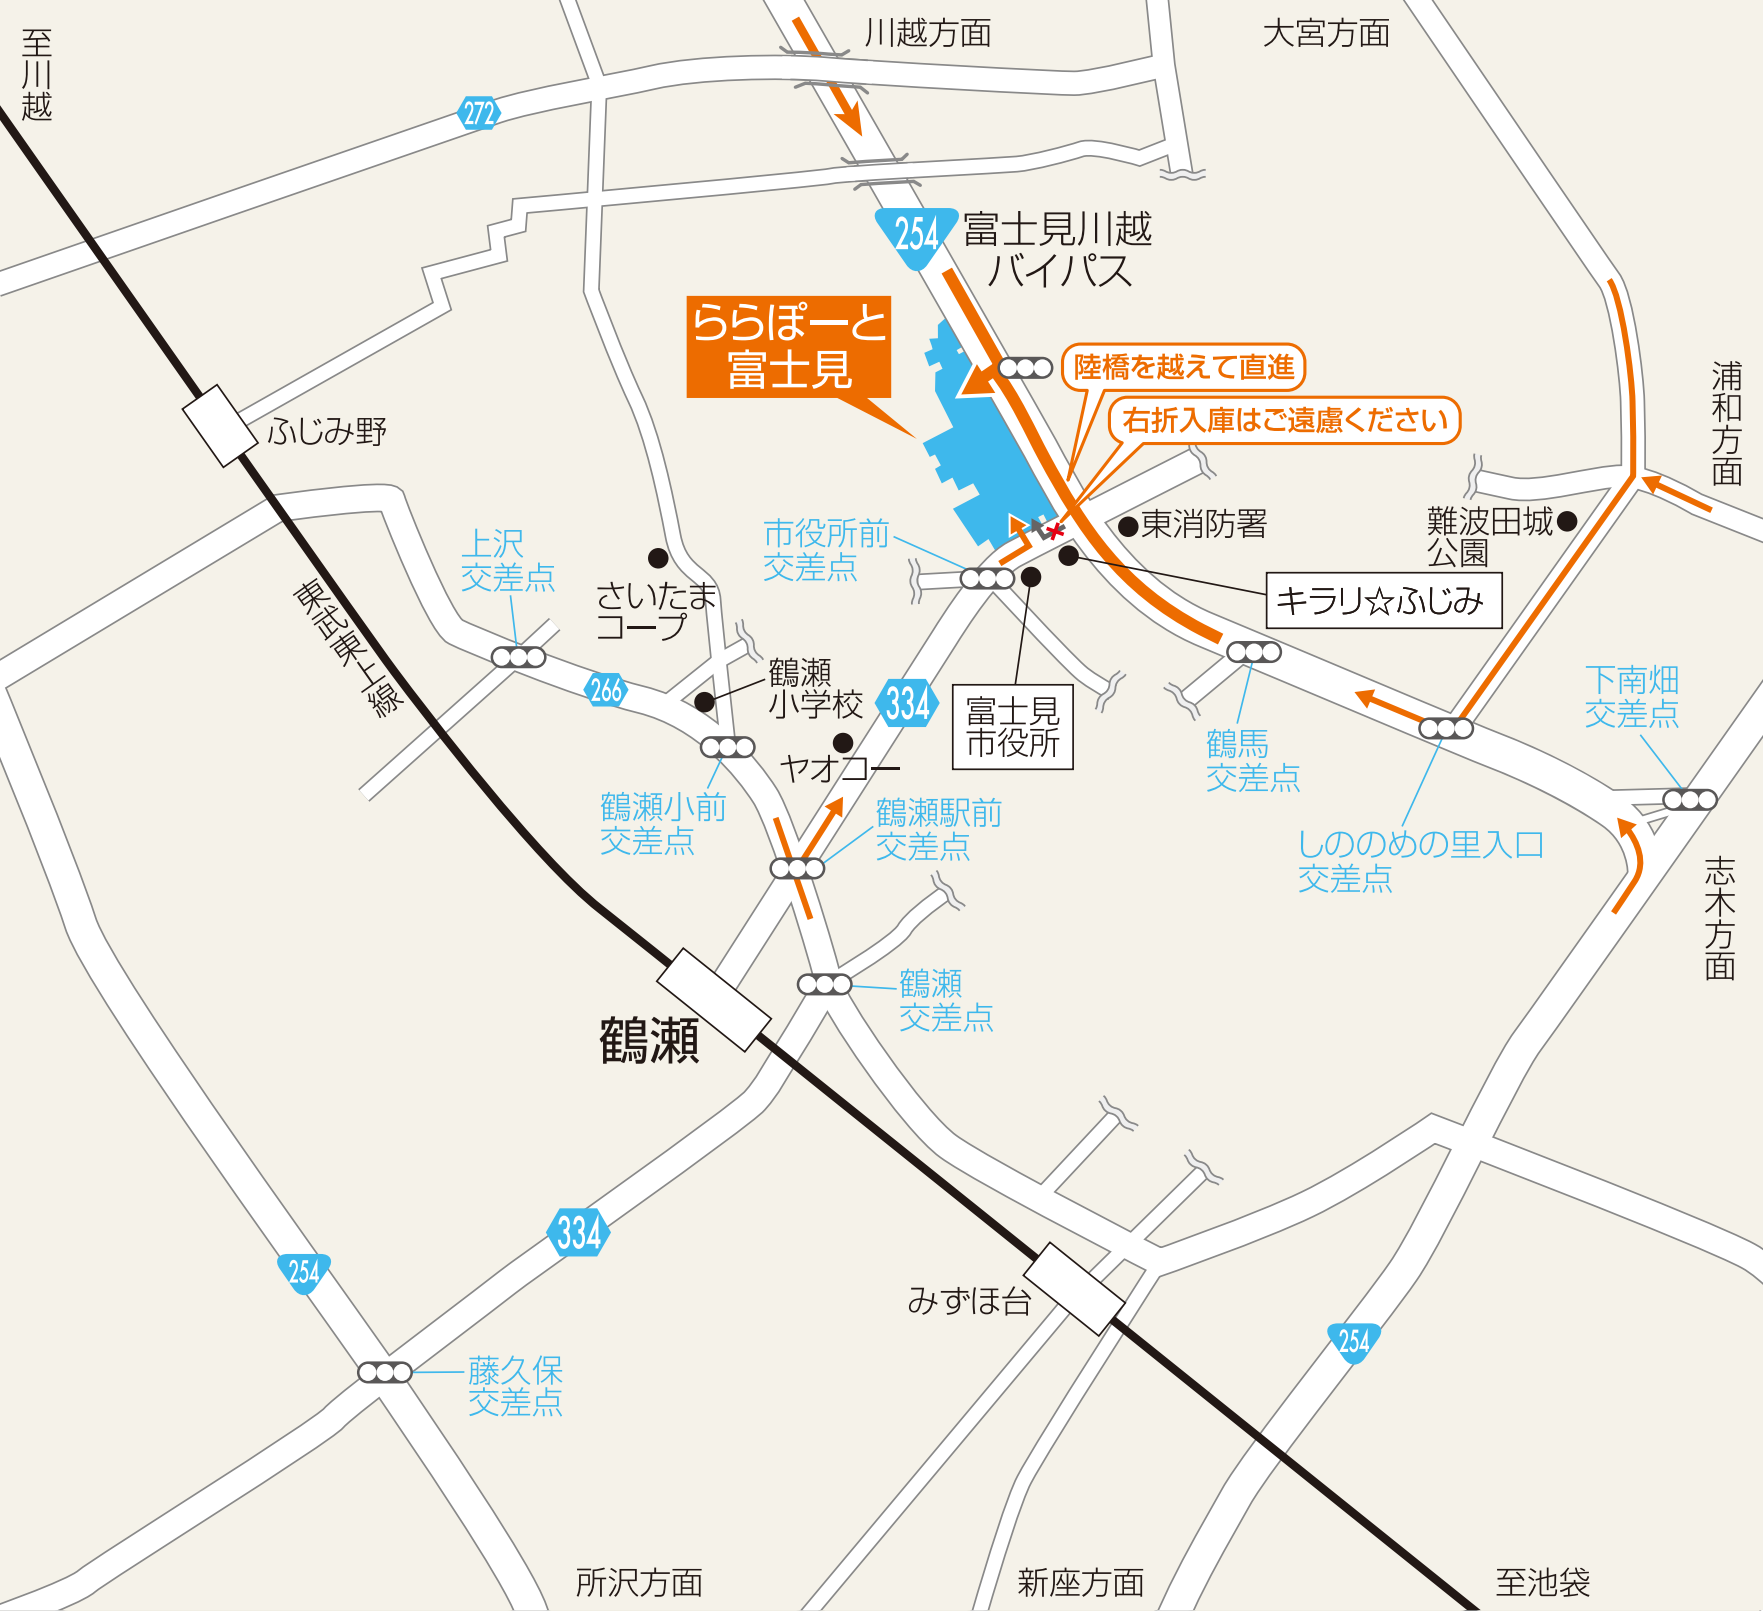 至川越
川越方面
大宮方面
272
254
富士見川越
バイパス
ららぽーと
富士見
陸橋を越えて直進
右折入庫はご遠慮ください
浦和方面
ふじみ野
上沢
交差点
市役所前
交差点
東消防署
難波田城
公園
さいたま
コープ
キラリ☆ふじみ
東武東上線
鶴瀬
小学校
266
334
富士見
市役所
下南畑
交差点
鶴馬
交差点
ヤオコー
鶴瀬小前
交差点
鶴瀬駅前
交差点
しののめの里入口
交差点
志木方面
鶴瀬
交差点
鶴瀬
334
254
みずほ台
254
藤久保
交差点
所沢方面
新座方面
至池袋